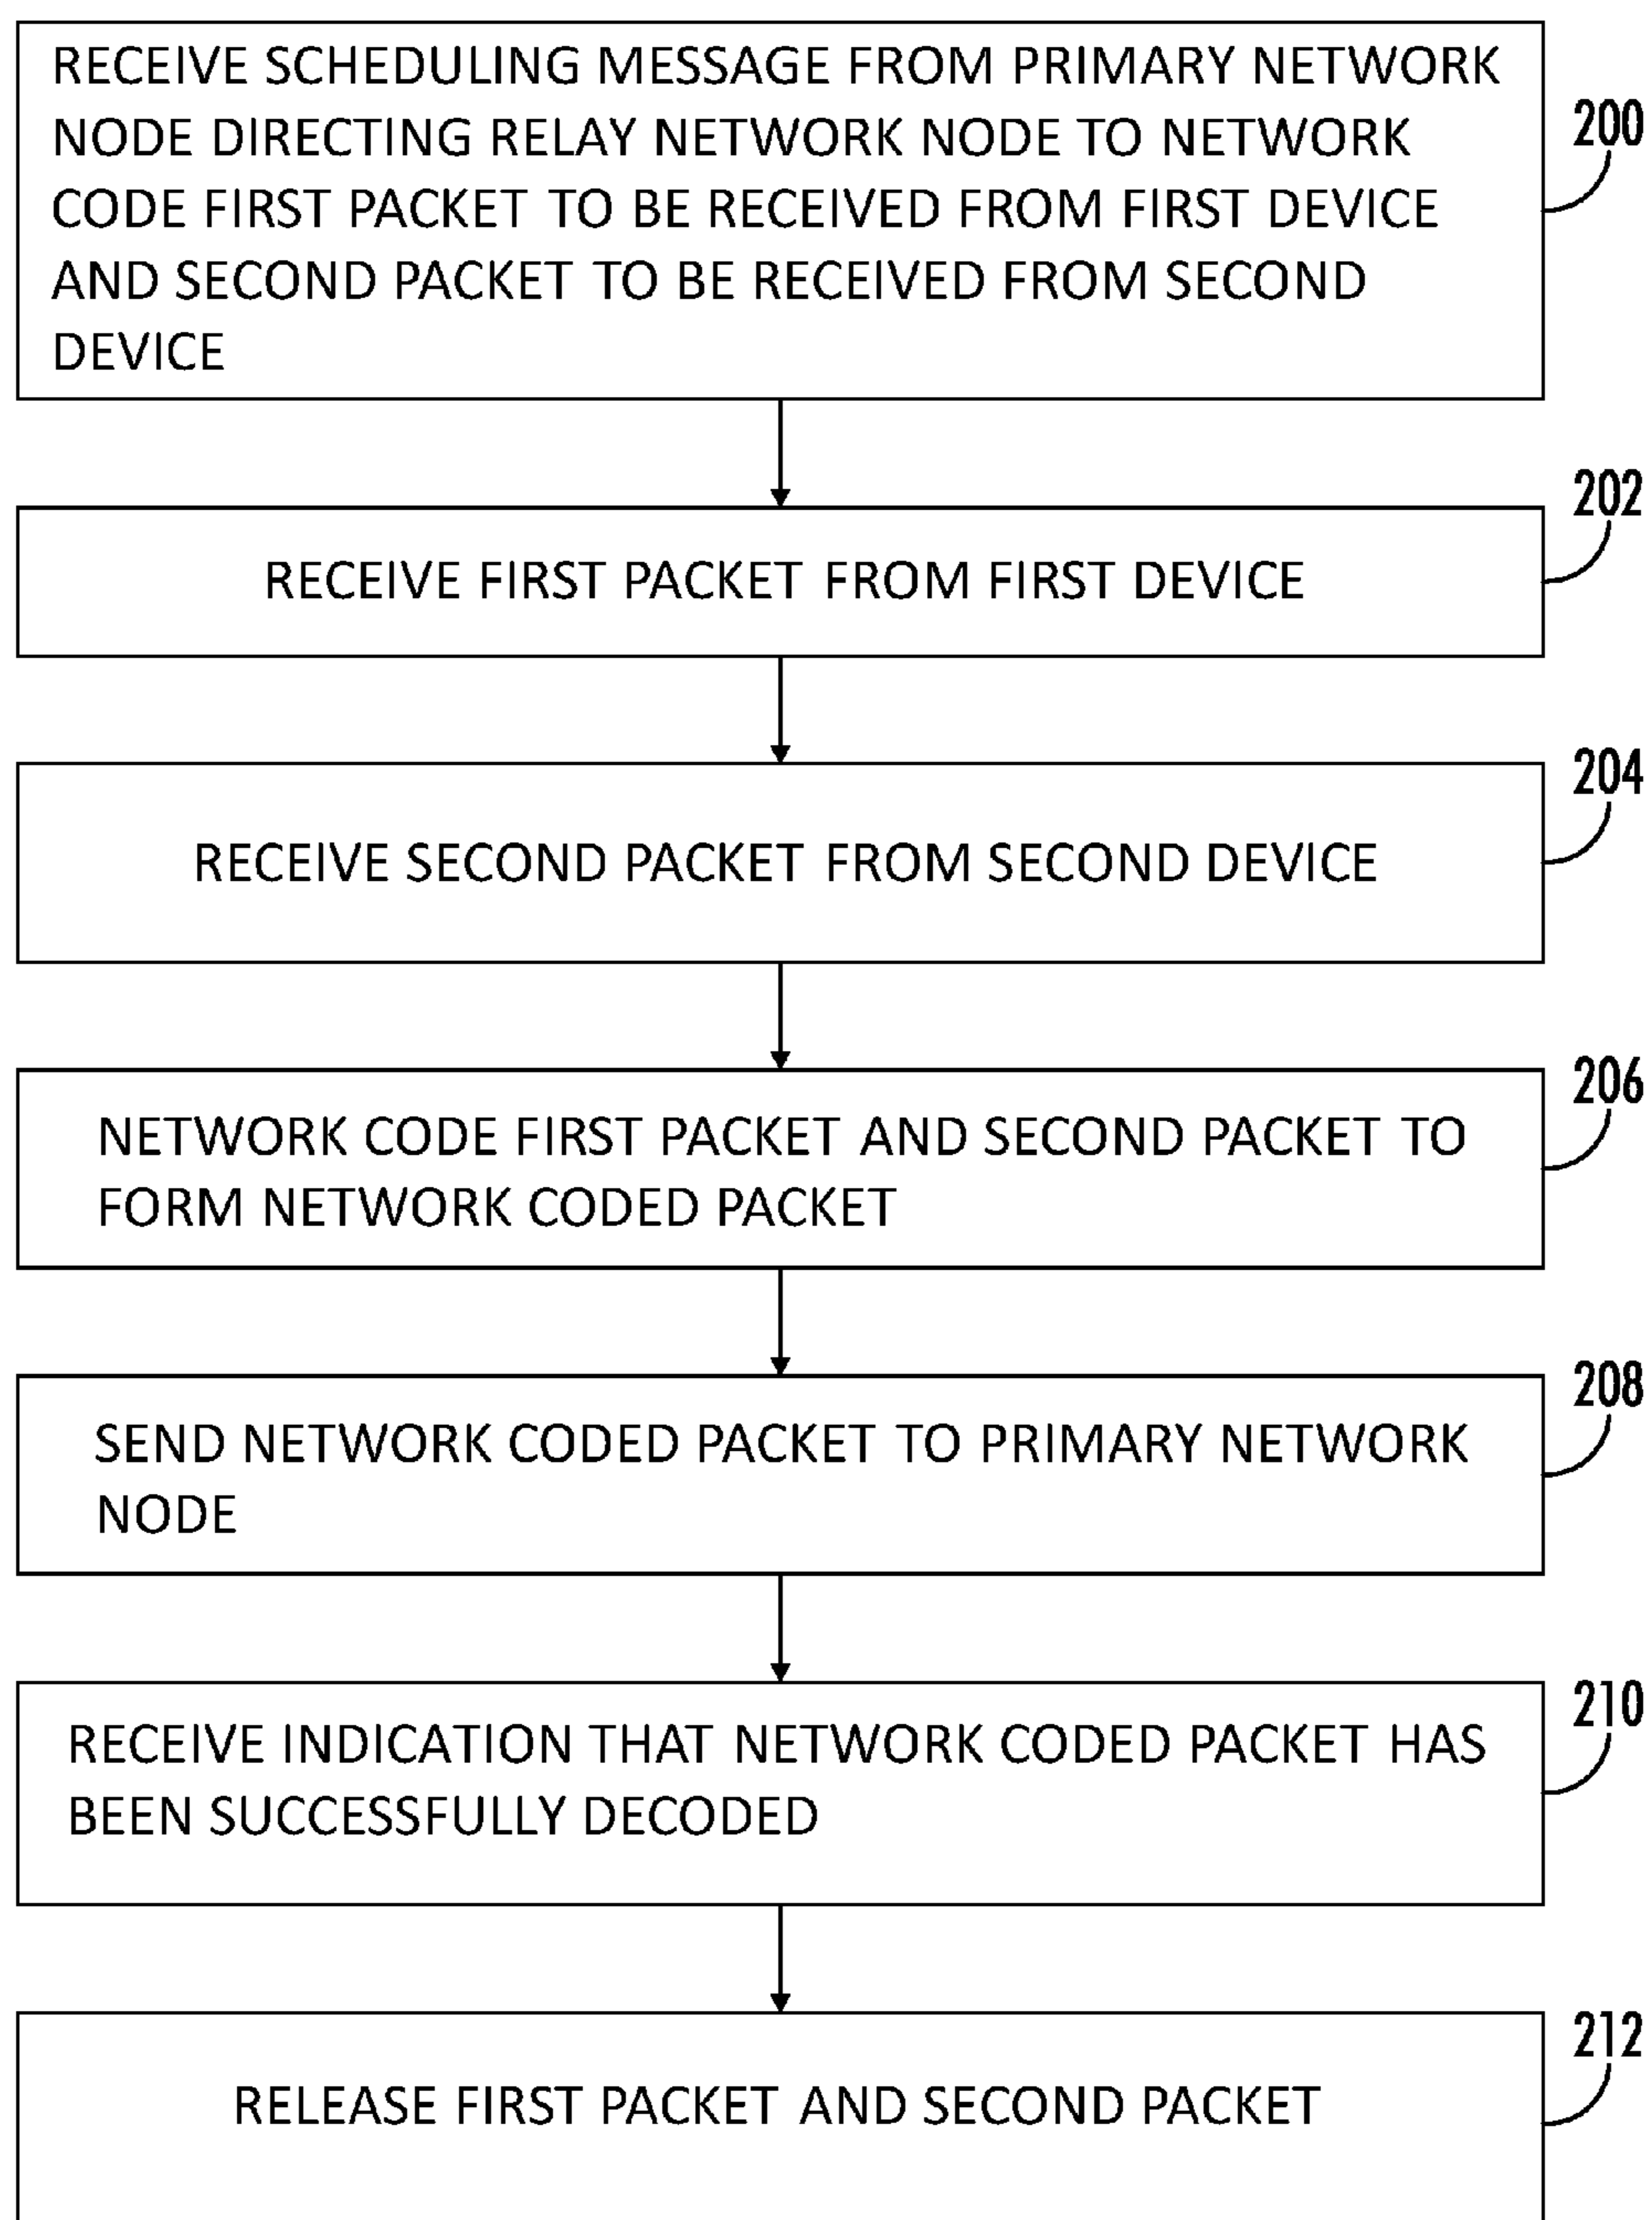 RECEIVE SCHEDULING MESSAGE FROM PRIMARY NETWORK
NODE DIRECTING RELAY NETWORK NODE TO NETWORK
CODE FIRST PACKET TO BE RECEIVED FROM FIRST DEVICE
AND SECOND PACKET TO BE RECEIVED FROM SECOND
DEVICE
200
202
RECEIVE FIRST PACKET FROM FIRST DEVICE
204
RECEIVE SECOND PACKET FROM SECOND DEVICE
206
NETWORK CODE FIRST PACKET AND SECOND PACKET TO
FORM NETWORK CODED PACKET
208
SEND NETWORK CODED PACKET TO PRIMARY NETWORK
NODE
210
RECEIVE INDICATION THAT NETWORK CODED PACKET HAS
BEEN SUCCESSFULLY DECODED
212
RELEASE FIRST PACKET AND SECOND PACKET